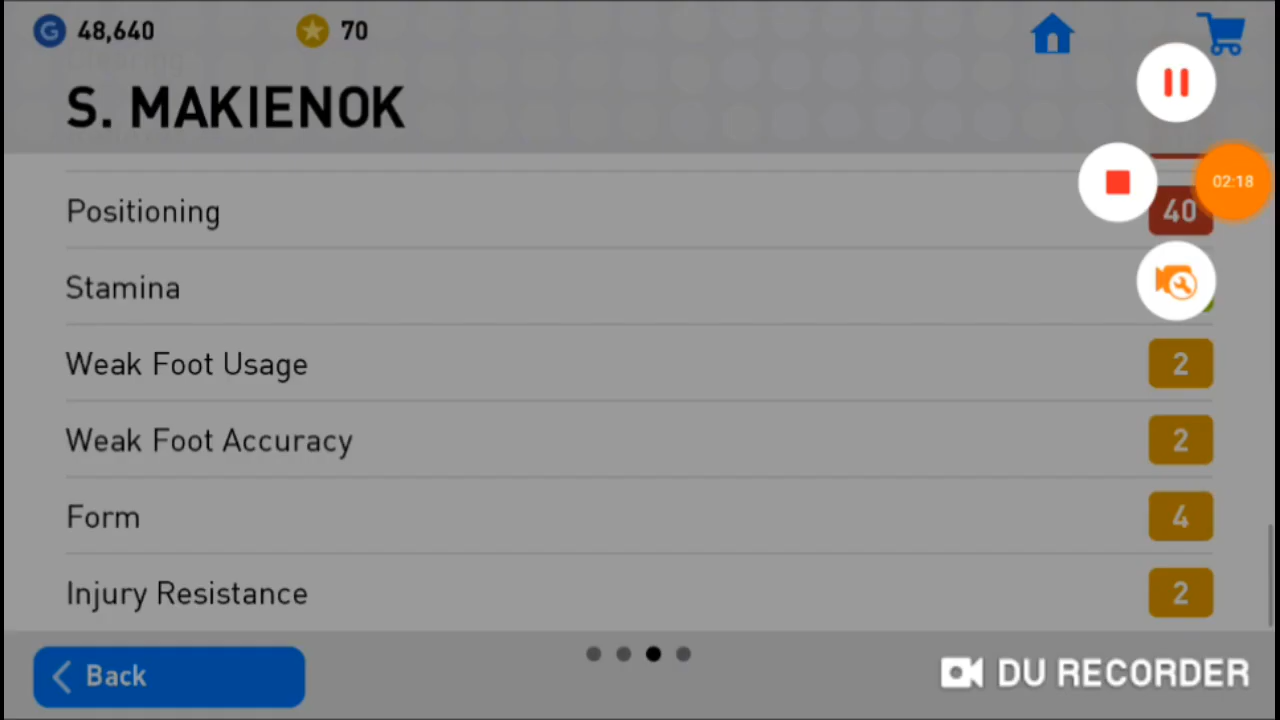 G 48,640 70
Clearing
S. MAKIENOK
Positioning 40
02:18
Stamina
Weak Foot Usage 2
Weak Foot Accuracy 2
Form 4
Injury Resistance 2
Back
DU RECORDER